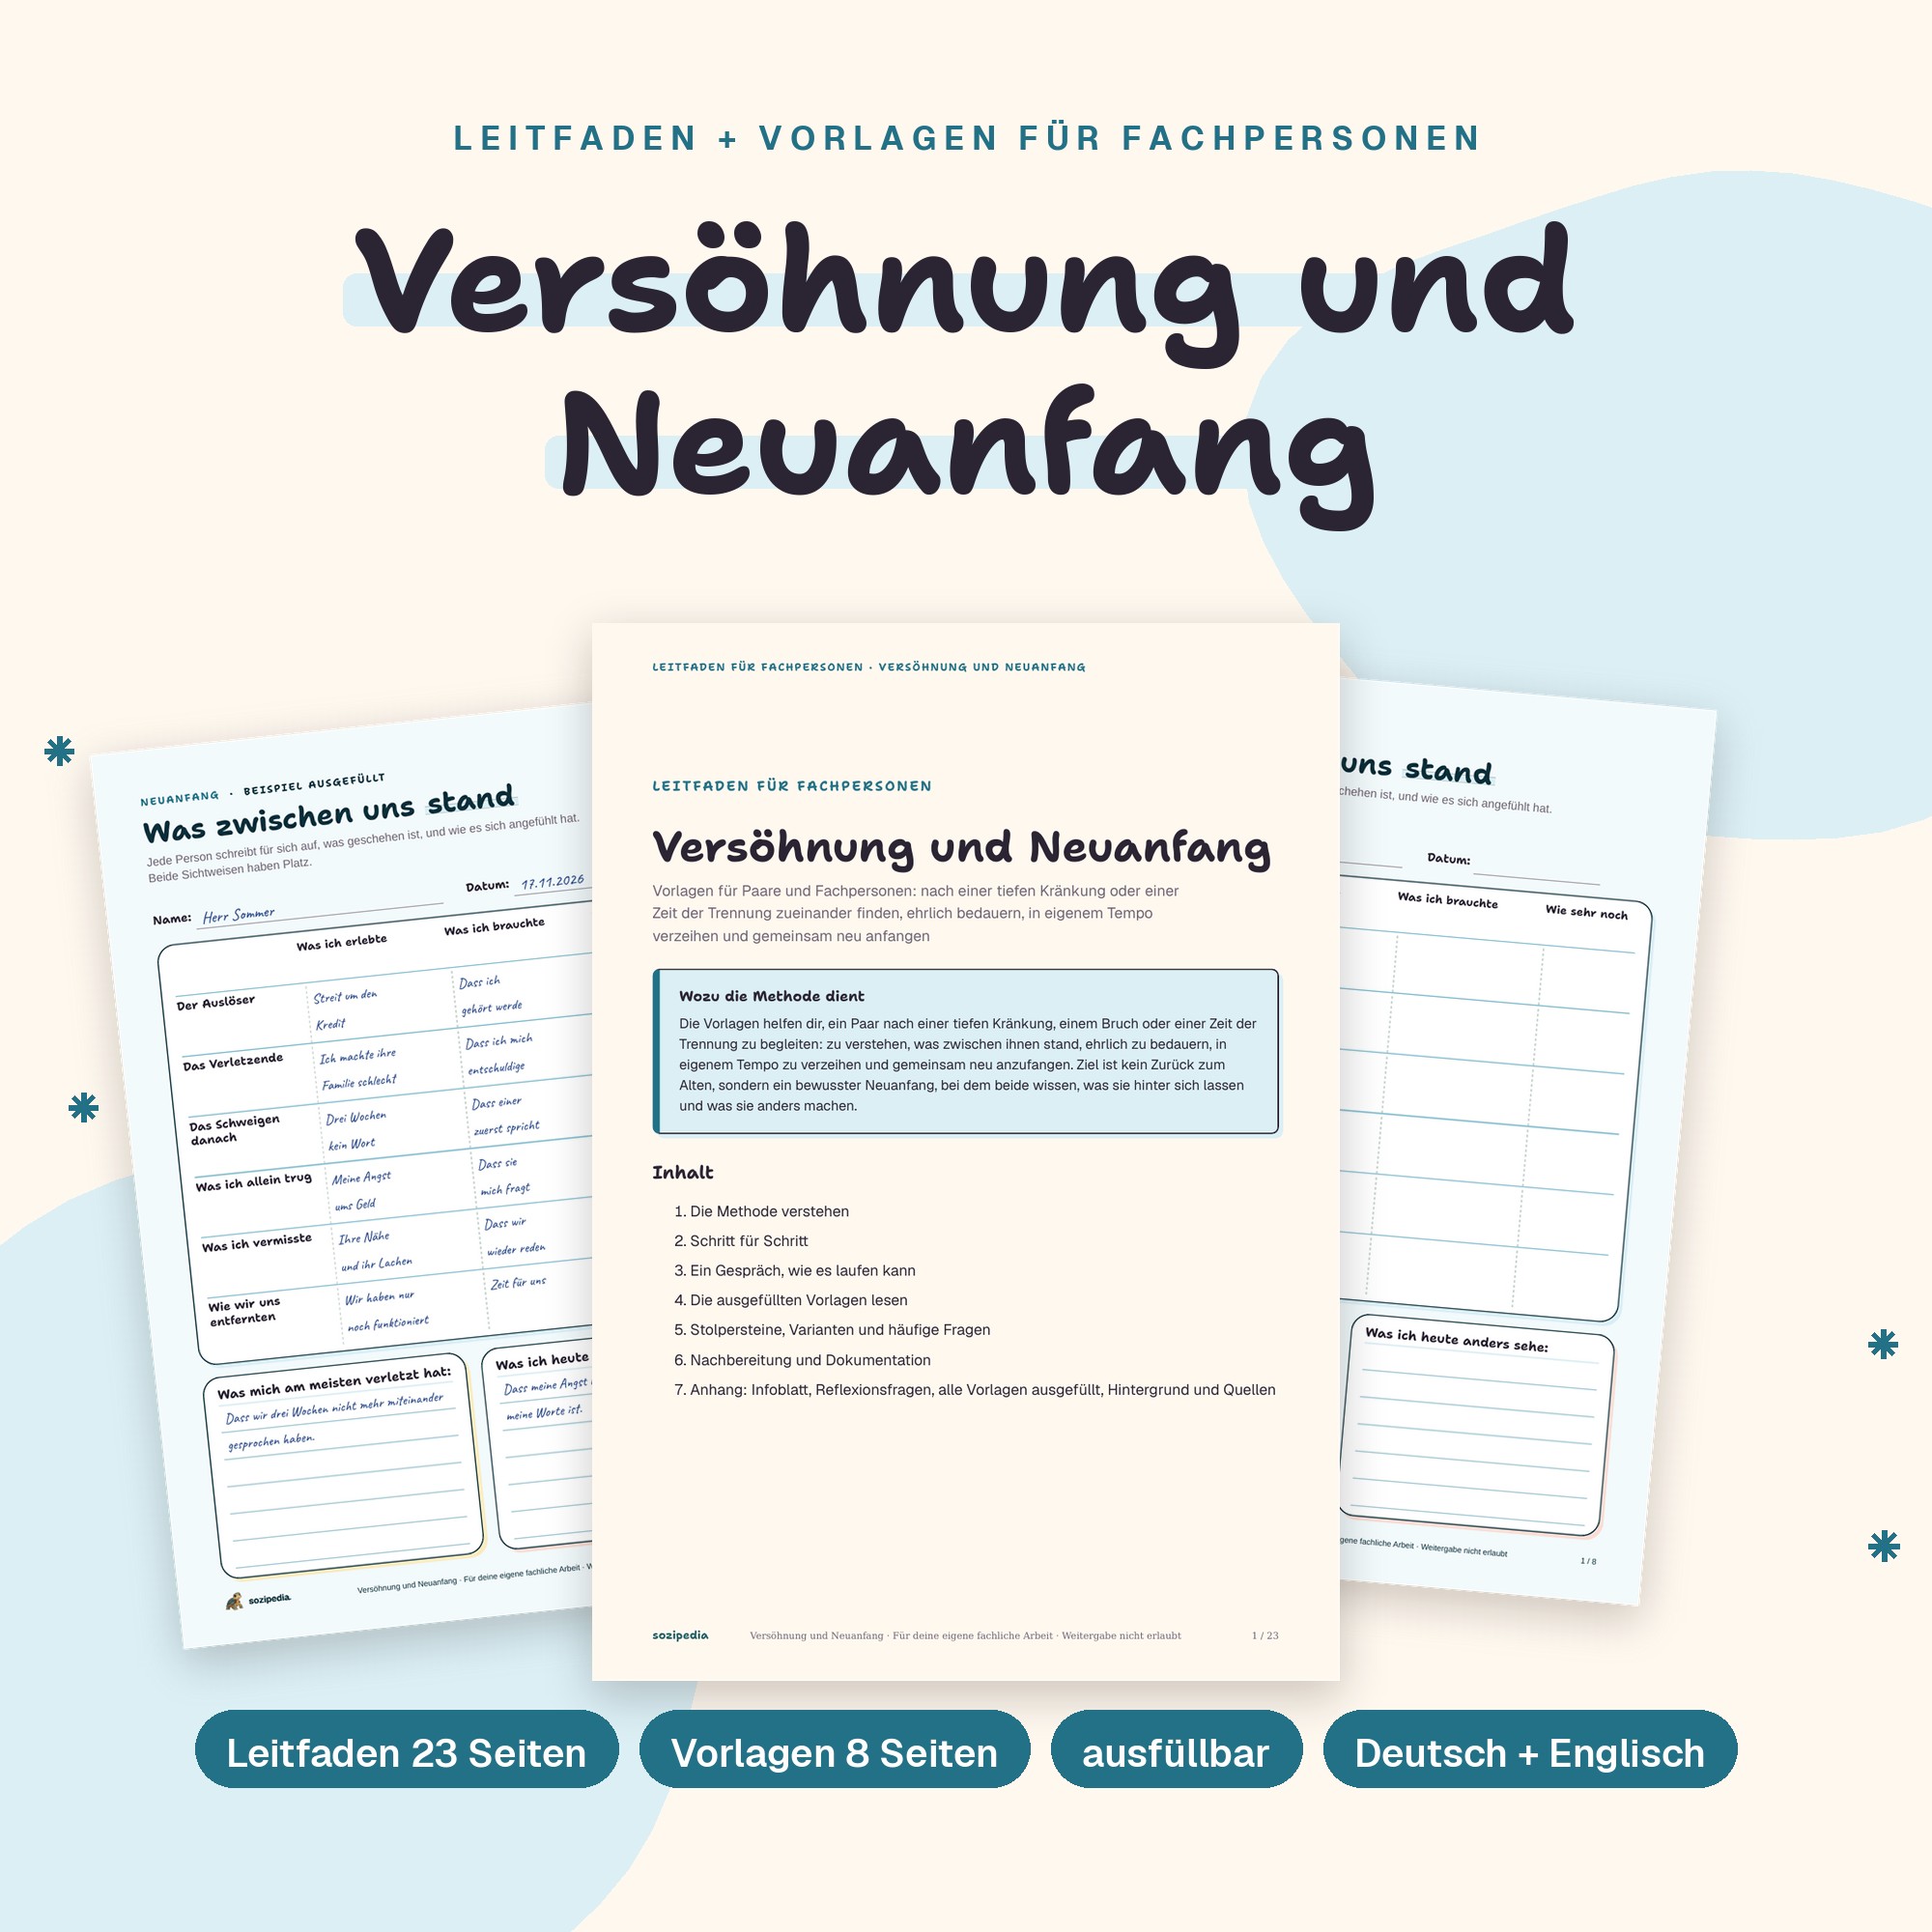 LEITFADEN + VORLAGEN FÜR FACHPERSONEN
Versöhnung und
Neuanfang
NEUANFANG · BEISPIEL AUSGEFÜLLT
Was zwischen uns stand
Jede Person schreibt für sich auf, was geschehen ist, und wie es sich angefühlt hat.
Beide Sichtweisen haben Platz.
Name: Herr Sommer Datum: 17.11.2026
Was ich erlebte Was ich brauchte
Der Auslöser
Streit um den
Kredit
Dass ich
gehört werde
Das Verletzende
Ich machte ihre
Familie schlecht
Dass ich mich
entschuldige
Das Schweigen
danach
Drei Wochen
kein Wort
Dass einer
zuerst spricht
Was ich allein trug
Meine Angst
ums Geld
Dass sie
mich fragt
Was ich vermisste
Ihre Nähe
und ihr Lachen
Dass wir
wieder reden
Wie wir uns
entfernten
Wir haben nur
noch funktioniert
Zeit für uns
Was mich am meisten verletzt hat:
Dass wir drei Wochen nicht mehr miteinander
gesprochen haben.
Was ich heute
Dass meine Angst
meine Worte ist.
sozipedia.
Versöhnung und Neuanfang · Für deine eigene fachliche Arbeit
LEITFADEN FÜR FACHPERSONEN · VERSÖHNUNG UND NEUANFANG
LEITFADEN FÜR FACHPERSONEN
Versöhnung und Neuanfang
Vorlagen für Paare und Fachpersonen: nach einer tiefen Kränkung oder einer
Zeit der Trennung zueinander finden, ehrlich bedauern, in eigenem Tempo
verzeihen und gemeinsam neu anfangen
Wozu die Methode dient
Die Vorlagen helfen dir, ein Paar nach einer tiefen Kränkung, einem Bruch oder einer Zeit der
Trennung zu begleiten: zu verstehen, was zwischen ihnen stand, ehrlich zu bedauern, in
eigenem Tempo zu verzeihen und gemeinsam neu anzufangen. Ziel ist kein Zurück zum
Alten, sondern ein bewusster Neuanfang, bei dem beide wissen, was sie hinter sich lassen
und was sie anders machen.
Inhalt
1. Die Methode verstehen
2. Schritt für Schritt
3. Ein Gespräch, wie es laufen kann
4. Die ausgefüllten Vorlagen lesen
5. Stolpersteine, Varianten und häufige Fragen
6. Nachbereitung und Dokumentation
7. Anhang: Infoblatt, Reflexionsfragen, alle Vorlagen ausgefüllt, Hintergrund und Quellen
sozipedia Versöhnung und Neuanfang · Für deine eigene fachliche Arbeit · Weitergabe nicht erlaubt 1 / 23
uns stand
ist, und wie es sich angefühlt hat.
Datum:
Was ich brauchte Wie sehr noch
Was ich heute anders sehe:
fachliche Arbeit · Weitergabe nicht erlaubt 1 / 8
Leitfaden 23 Seiten
Vorlagen 8 Seiten
ausfüllbar
Deutsch + Englisch